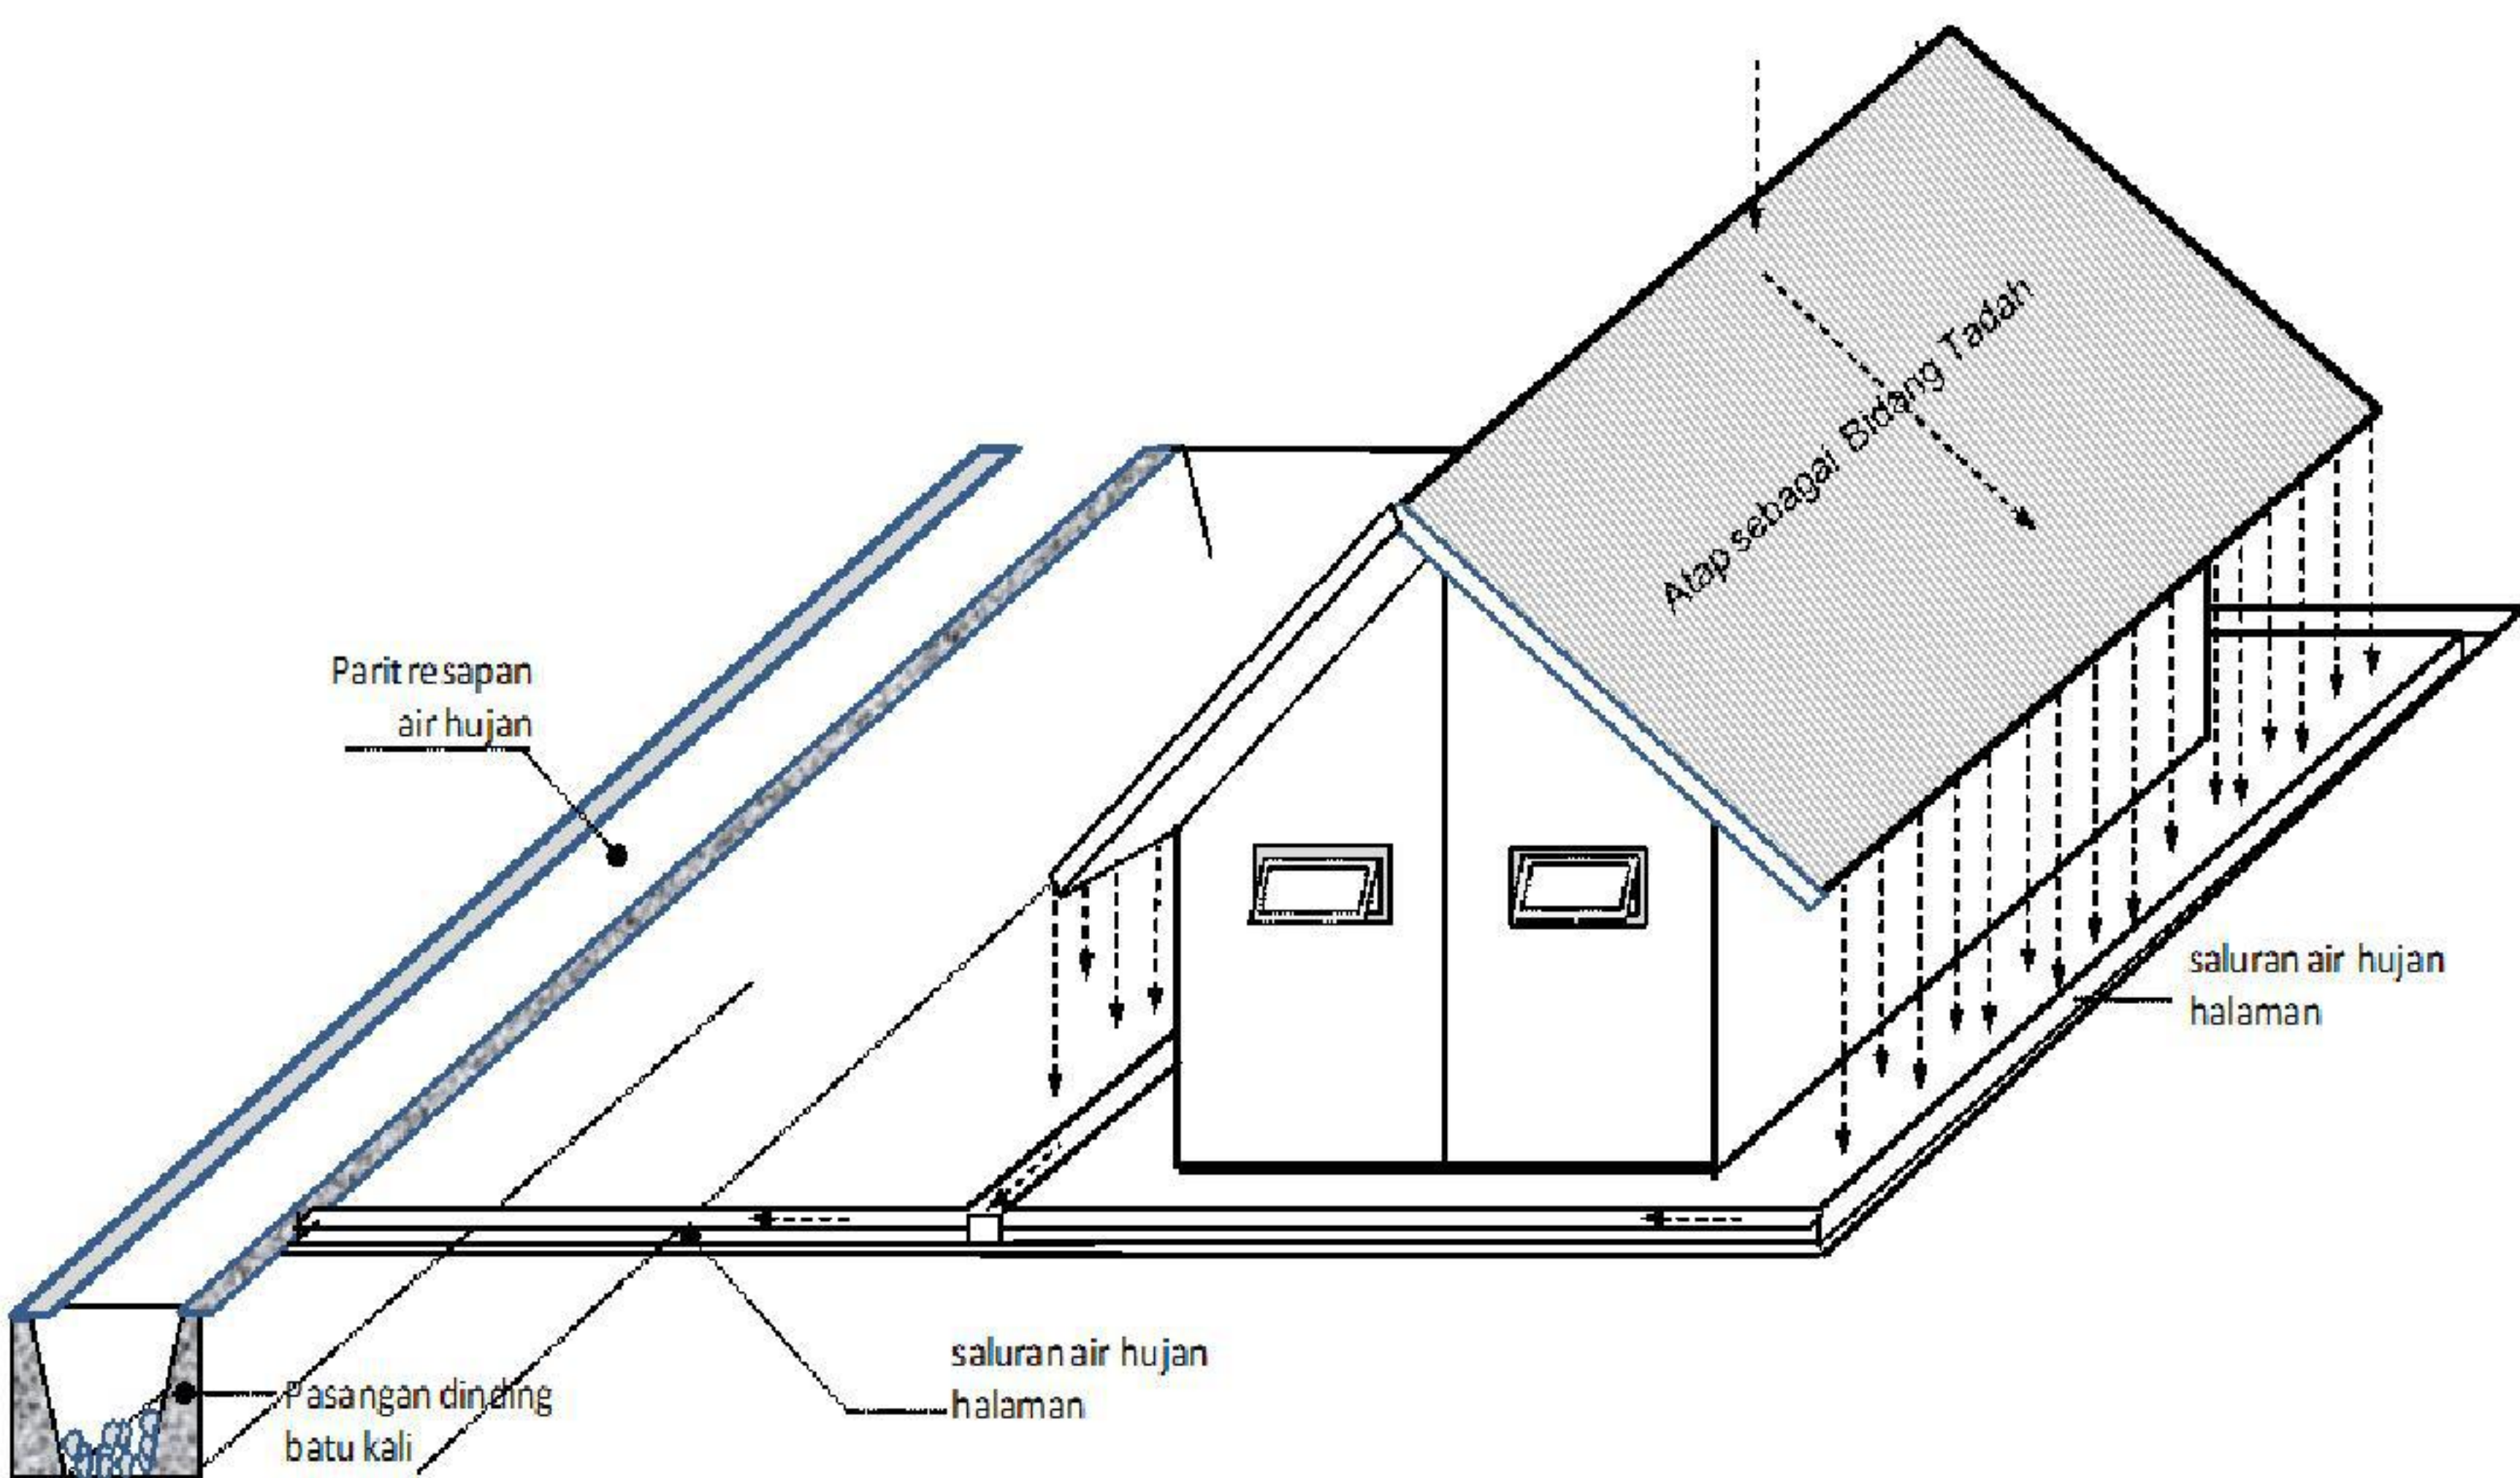 Atap sebagai Bidang Tadah
Parit resapan
air hujan
saluran air hujan
halaman
saluran air hujan
halaman
Pasangan dinding
batu kali